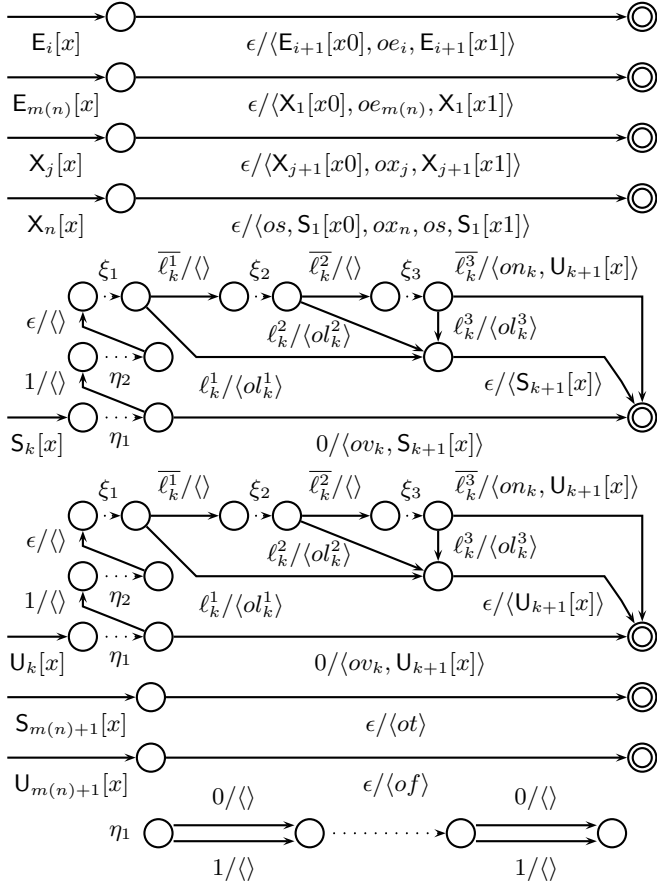 E_i[x] ϵ/⟨E_{i+1}[x0], oe_i, E_{i+1}[x1]⟩
E_{m(n)}[x] ϵ/⟨X_1[x0], oe_{m(n)}, X_1[x1]⟩
X_j[x] ϵ/⟨X_{j+1}[x0], ox_j, X_{j+1}[x1]⟩
X_n[x] ϵ/⟨os, S_1[x0], ox_n, os, S_1[x1]⟩
ξ_1 \overline{ℓ_k^1}/⟨⟩ ξ_2 \overline{ℓ_k^2}/⟨⟩ ξ_3 \overline{ℓ_k^3}/⟨on_k, U_{k+1}[x]⟩
ϵ/⟨⟩ ℓ_k^2/⟨ol_k^2⟩ ℓ_k^3/⟨ol_k^3⟩
1/⟨⟩ η_2 ℓ_k^1/⟨ol_k^1⟩ ϵ/⟨S_{k+1}[x]⟩
S_k[x] η_1 0/⟨ov_k, S_{k+1}[x]⟩
ξ_1 \overline{ℓ_k^1}/⟨⟩ ξ_2 \overline{ℓ_k^2}/⟨⟩ ξ_3 \overline{ℓ_k^3}/⟨on_k, U_{k+1}[x]⟩
ϵ/⟨⟩ ℓ_k^2/⟨ol_k^2⟩ ℓ_k^3/⟨ol_k^3⟩
1/⟨⟩ η_2 ℓ_k^1/⟨ol_k^1⟩ ϵ/⟨U_{k+1}[x]⟩
U_k[x] η_1 0/⟨ov_k, U_{k+1}[x]⟩
S_{m(n)+1}[x] ϵ/⟨ot⟩
U_{m(n)+1}[x] ϵ/⟨of⟩
0/⟨⟩ 0/⟨⟩
η_1
1/⟨⟩ 1/⟨⟩